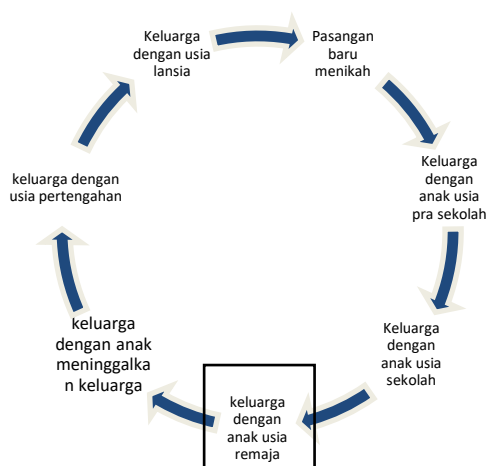 Keluarga
dengan usia
lansia
Pasangan
baru
menikah
Keluarga
dengan
anak usia
pra sekolah
Keluarga
dengan
anak usia
sekolah
keluarga
dengan
anak usia
remaja
keluarga
dengan anak
meninggalka
n keluarga
keluarga dengan
usia pertengahan